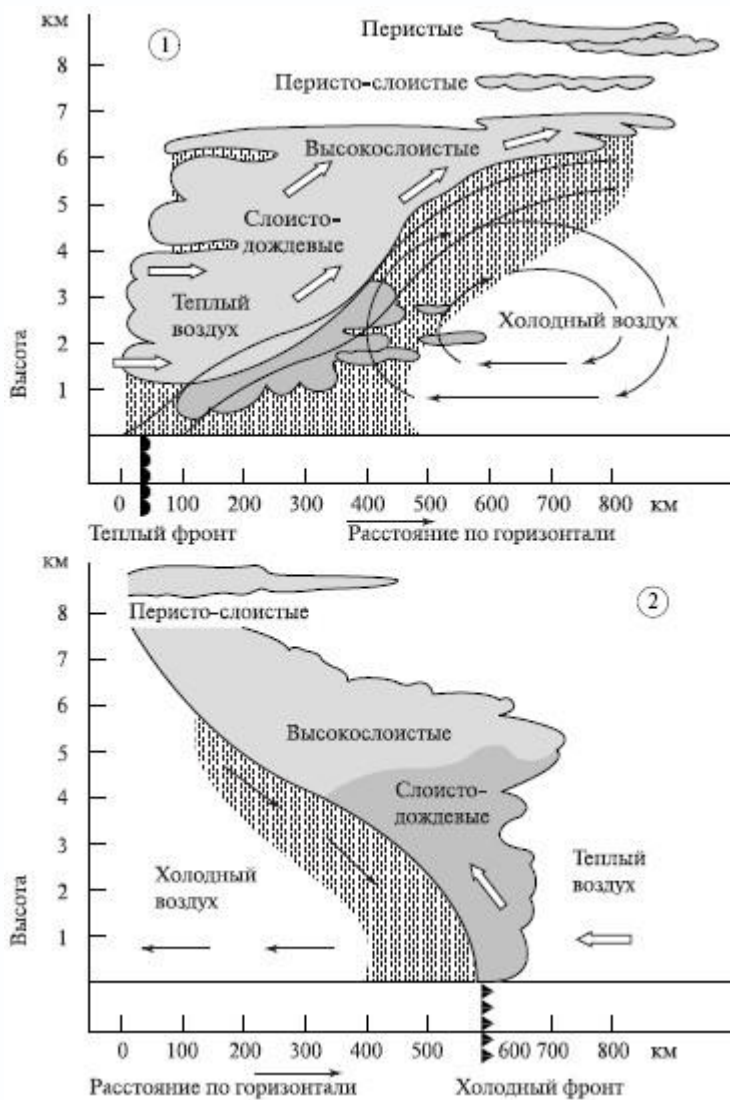 км
1
Перистые
8
Перисто-слоистые
7
6
Высокослоистые
5
Слоисто-
дождевые
4
3
Теплый
воздух
Холодный воздух
2
1
Высота
0 100 200 300 400 500 600 700 800 км
Теплый фронт
Расстояние по горизонтали
км
2
8
Перисто-слоистые
7
6
Высокослоистые
5
Слоисто-
дождевые
4
3
Холодный
воздух
Теплый
воздух
2
1
Высота
0 100 200 300 400 500 600 700 800 км
Расстояние по горизонтали
Холодный фронт